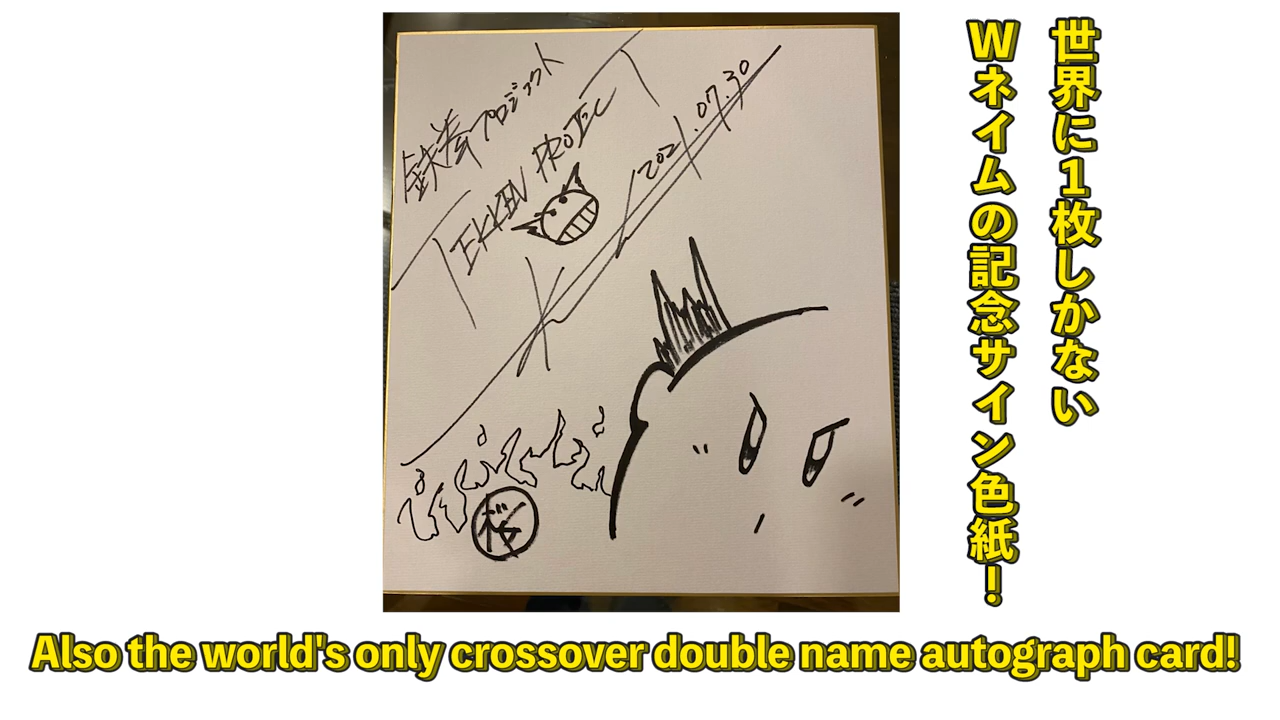 世界に1枚しかない
Wネイムの記念サイン色紙！
鉄拳プロジェクト
TEKKEN PROJECT
2021.07.30
桜
Also the world's only crossover double name autograph card!